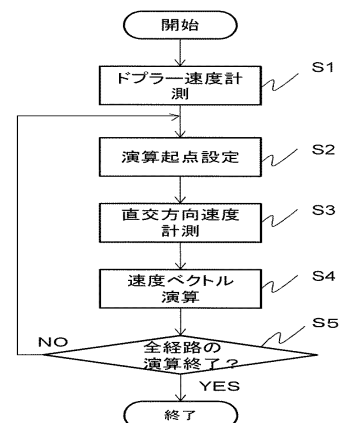 開始
ドプラー速度計
測
S1
演算起点設定
S2
直交方向速度
計測
S3
速度ベクトル
演算
S4
全経路の
演算終了？
S5
NO
YES
終了